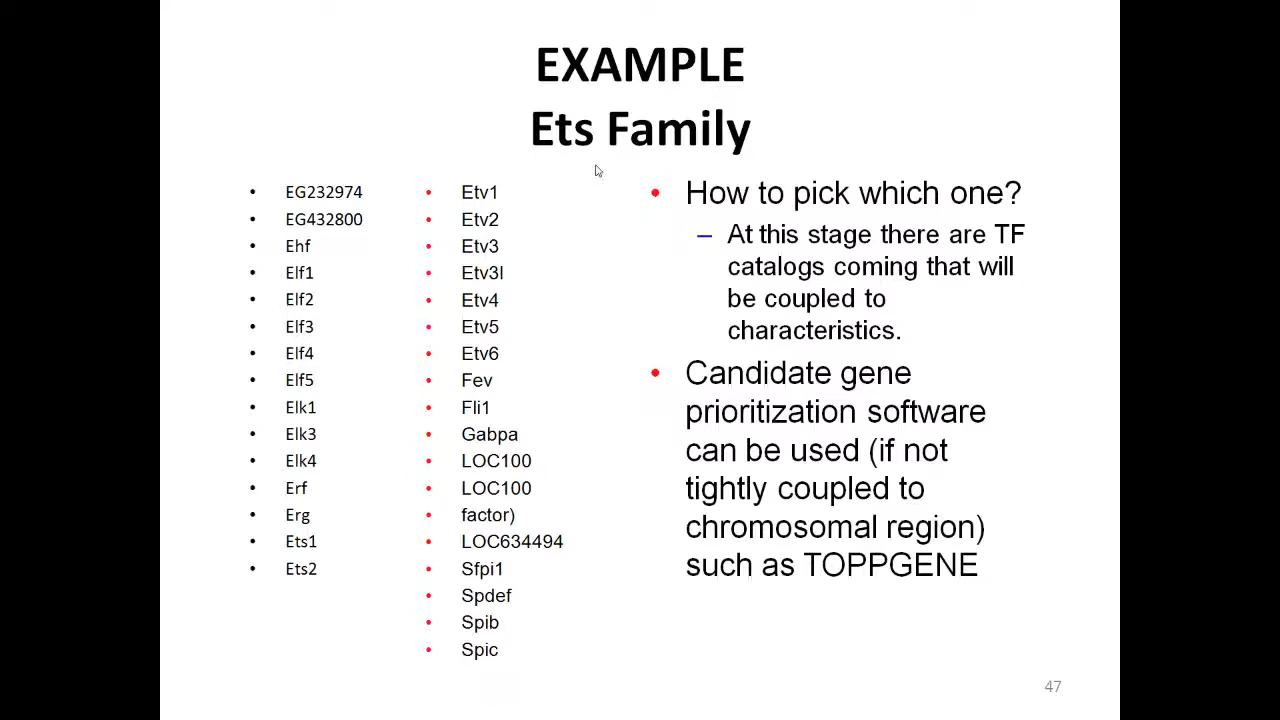 EXAMPLE
Ets Family
• EG232974
• EG432800
• Ehf
• Elf1
• Elf2
• Elf3
• Elf4
• Elf5
• Elk1
• Elk3
• Elk4
• Erf
• Erg
• Ets1
• Ets2
• Etv1
• Etv2
• Etv3
• Etv3l
• Etv4
• Etv5
• Etv6
• Fev
• Fli1
• Gabpa
• LOC100
• LOC100
• factor)
• LOC634494
• Sfpi1
• Spdef
• Spib
• Spic
• How to pick which one?
– At this stage there are TF
catalogs coming that will
be coupled to
characteristics.
• Candidate gene
prioritization software
can be used (if not
tightly coupled to
chromosomal region)
such as TOPPGENE
47